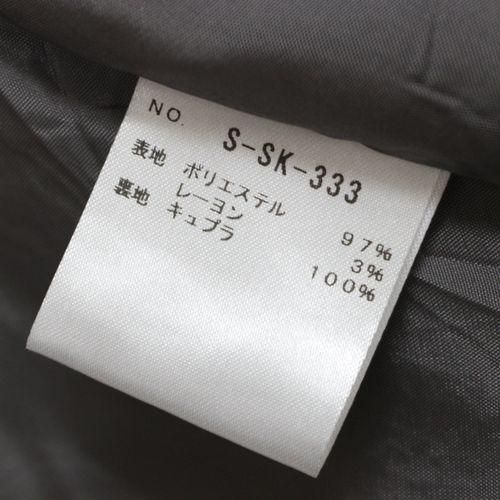 NO. S-SK-333
表地 ポリエステル 97%
レーヨン 3%
裏地 キュプラ 100%